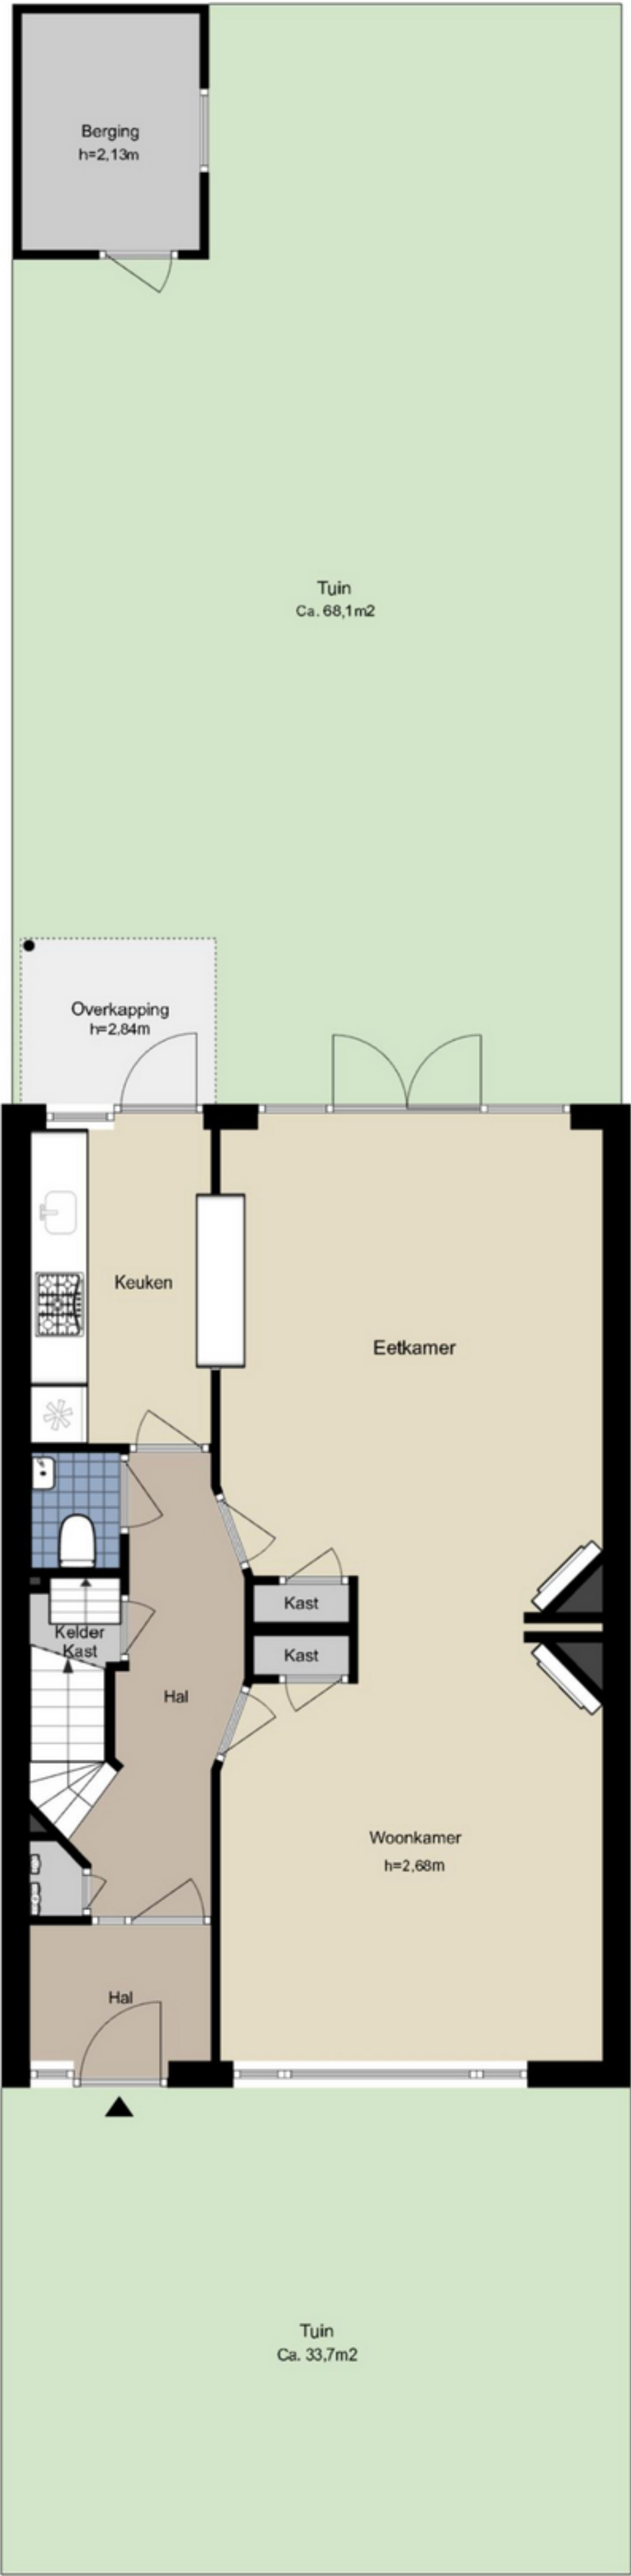 Berging
h=2,13m
Tuin
Ca. 68,1m2
Overkapping
h=2,84m
Keuken
Eetkamer
Kast
Kelder
Kast
Kast
Hal
Woonkamer
h=2,68m
Hal
Tuin
Ca. 33,7m2